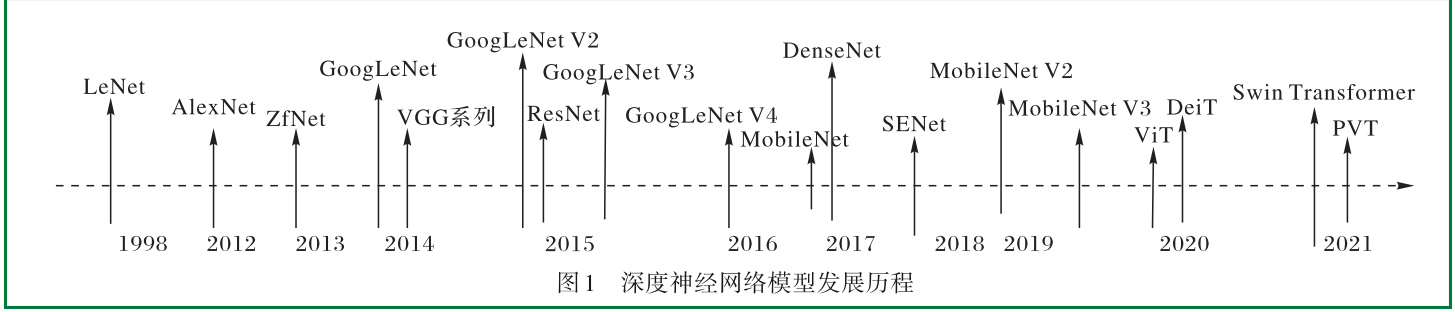 GoogLeNet V2
DenseNet
GoogLeNet
GoogLeNet V3
MobileNet V2
LeNet
Swin Transformer
AlexNet
VGG系列
ResNet
GoogLeNet V4
MobileNet V3
DeiT
ZfNet
SENet
PVT
MobileNet
ViT
1998 2012 2013 2014 2015 2016 2017 2018 2019 2020 2021
图1 深度神经网络模型发展历程